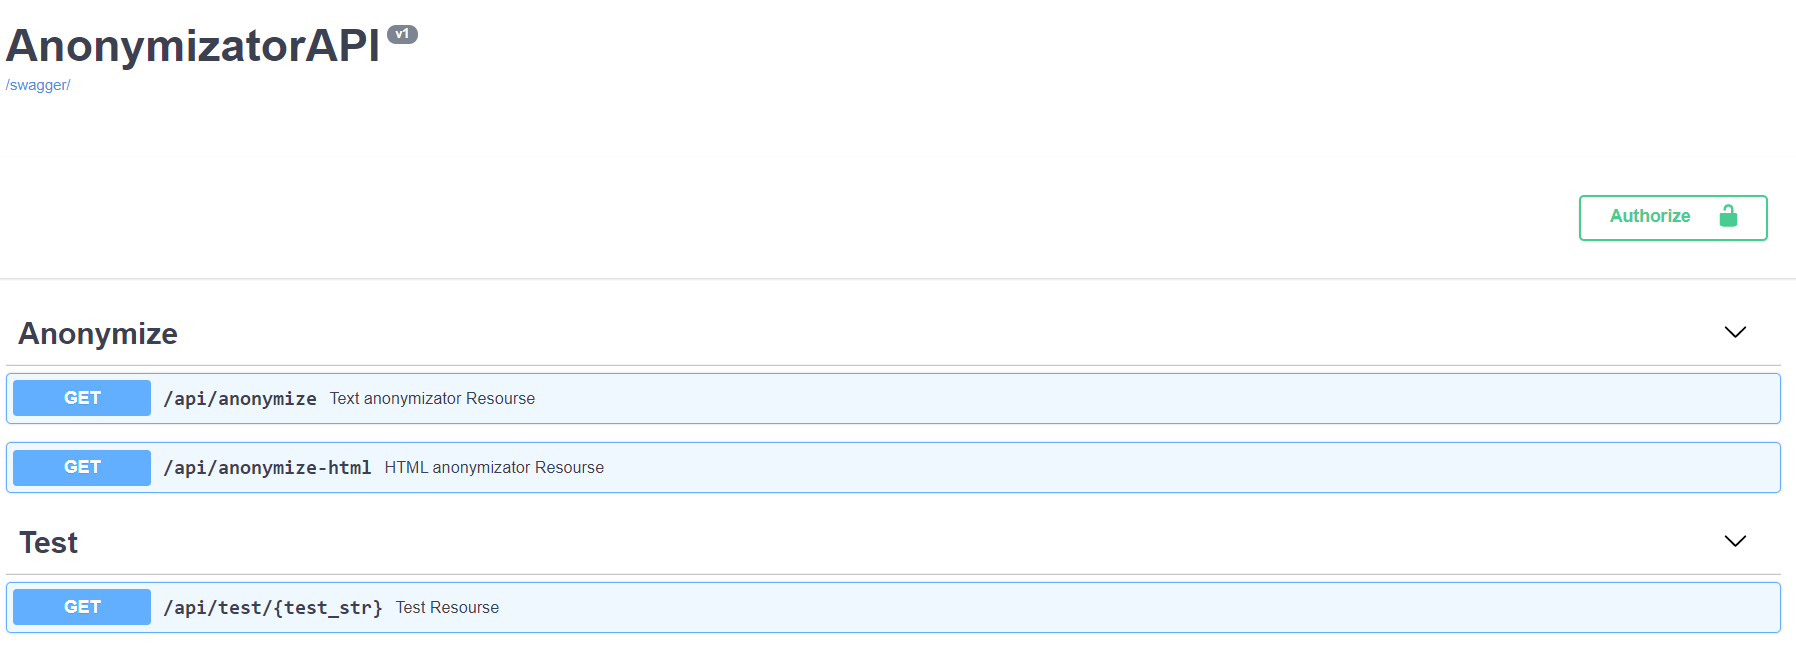 AnonymizatorAPI v1
/swagger/
Authorize
Anonymize
GET /api/anonymize Text anonymizator Resourse
GET /api/anonymize-html HTML anonymizator Resourse
Test
GET /api/test/{test_str} Test Resourse